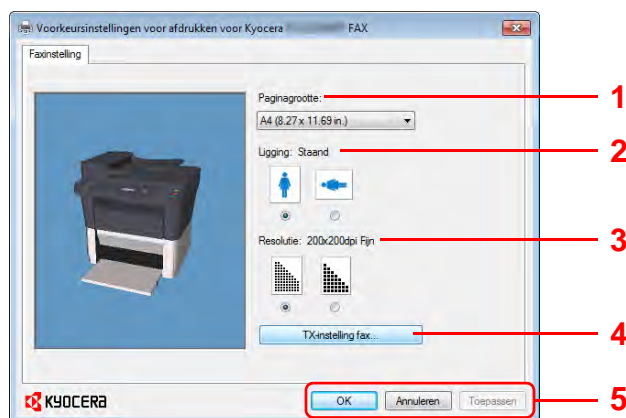 Voorkeursinstellingen voor afdrukken voor Kyocera FAX
Faxinstelling
Paginagrootte:
1
A4 (8.27 x 11.69 in.)
Ligging: Staand
2
Resolutie: 200x200dpi Fijn
3
TX-instelling fax...
4
KYOCERA
OK
Annuleren
Toepassen
5